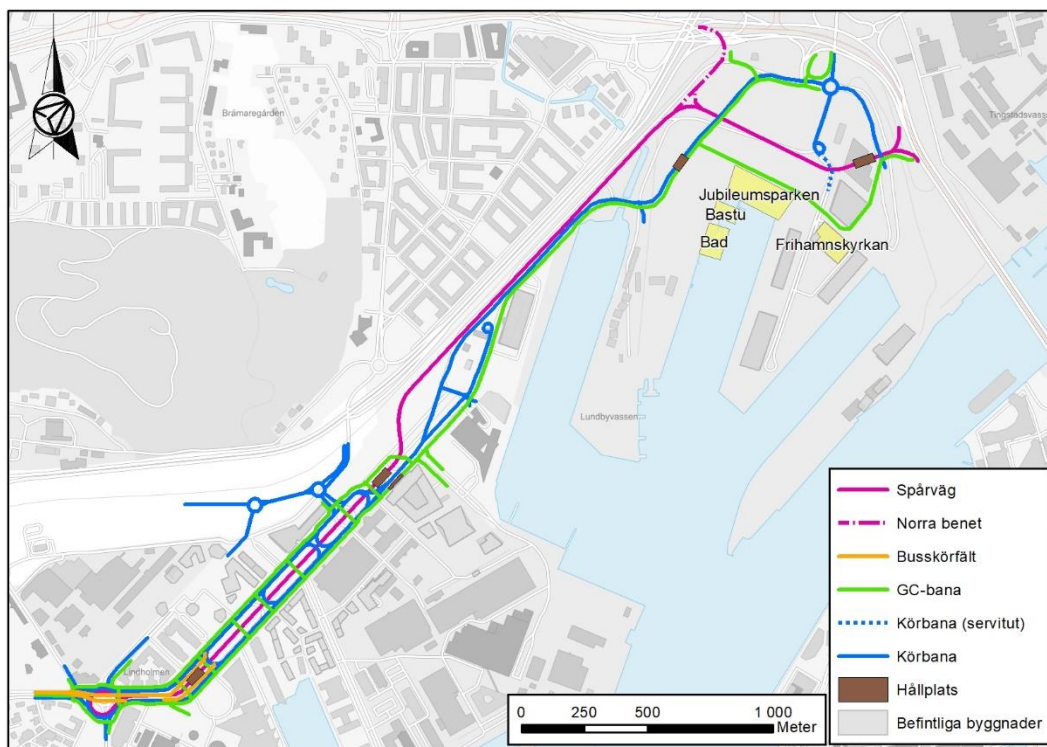 Brämaregården
Tingstadsvass
Jubileumsparken
Bastu
Bad
Frihamnskyrkan
Lundbyvassen
Lindholmen
Spårväg
Norra benet
Busskörfält
GC-bana
Körbana (servitut)
Körbana
Hållplats
Befintliga byggnader
0 250 500 1 000
Meter